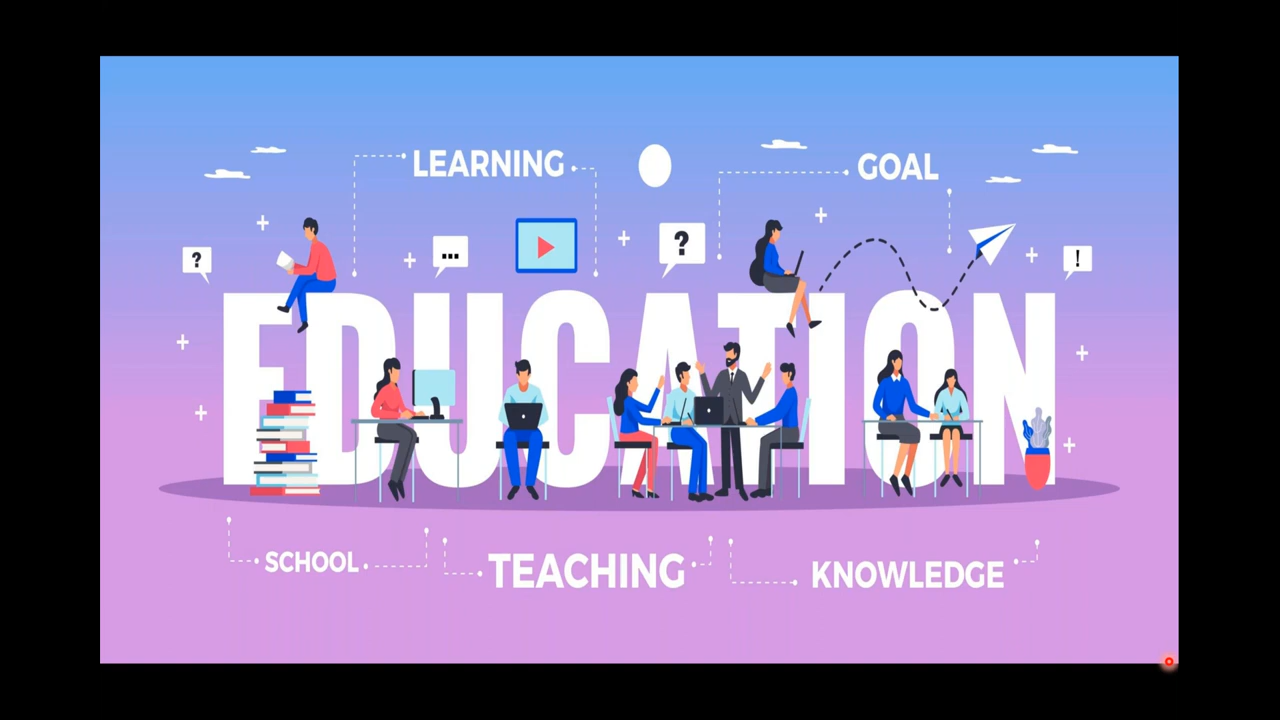 LEARNING
GOAL
?
...
?
!
EDUCATION
SCHOOL
TEACHING
KNOWLEDGE